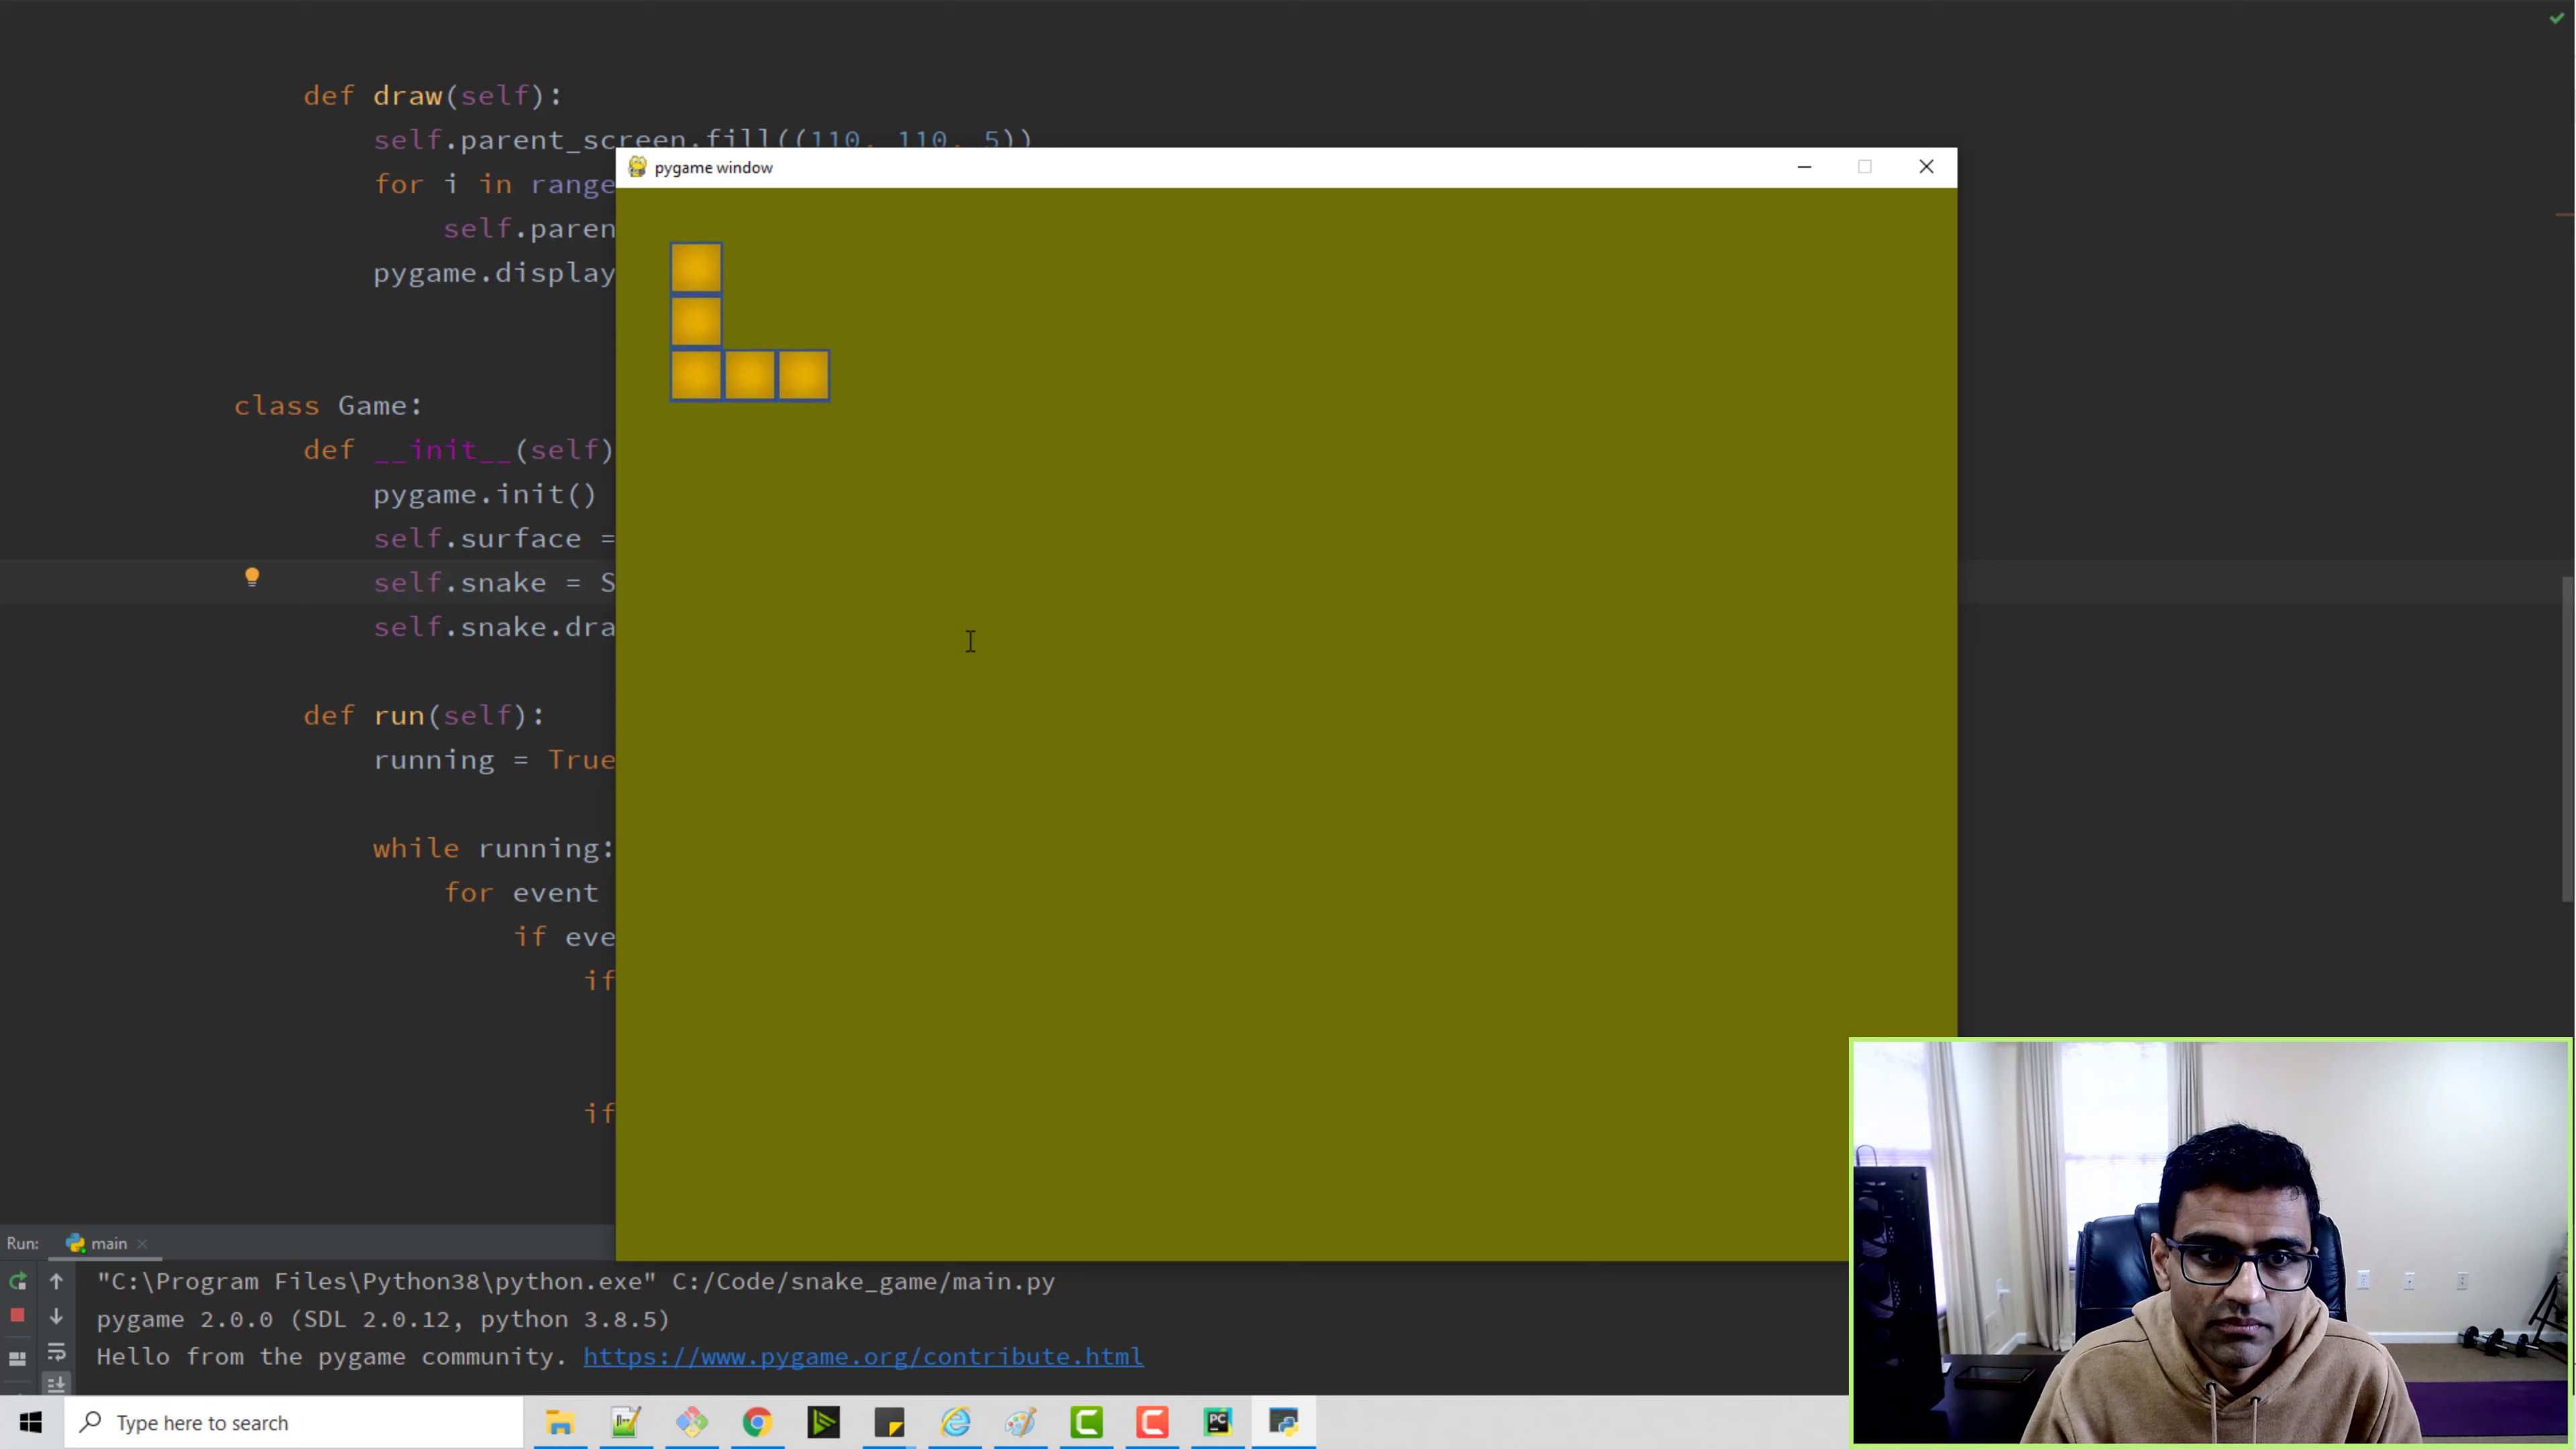 def draw(self):
self.parent_screen.fill((110, 110, 5))
pygame window
for i in range
self.paren
pygame.display
class Game:
def __init__(self)
pygame.init()
self.surface =
self.snake = S
self.snake.dra
def run(self):
running = True
while running:
for event
if eve
if
if
Run: main
"C:\Program Files\Python38\python.exe" C:/Code/snake_game/main.py
pygame 2.0.0 (SDL 2.0.12, python 3.8.5)
Hello from the pygame community. https://www.pygame.org/contribute.html
Type here to search
PC